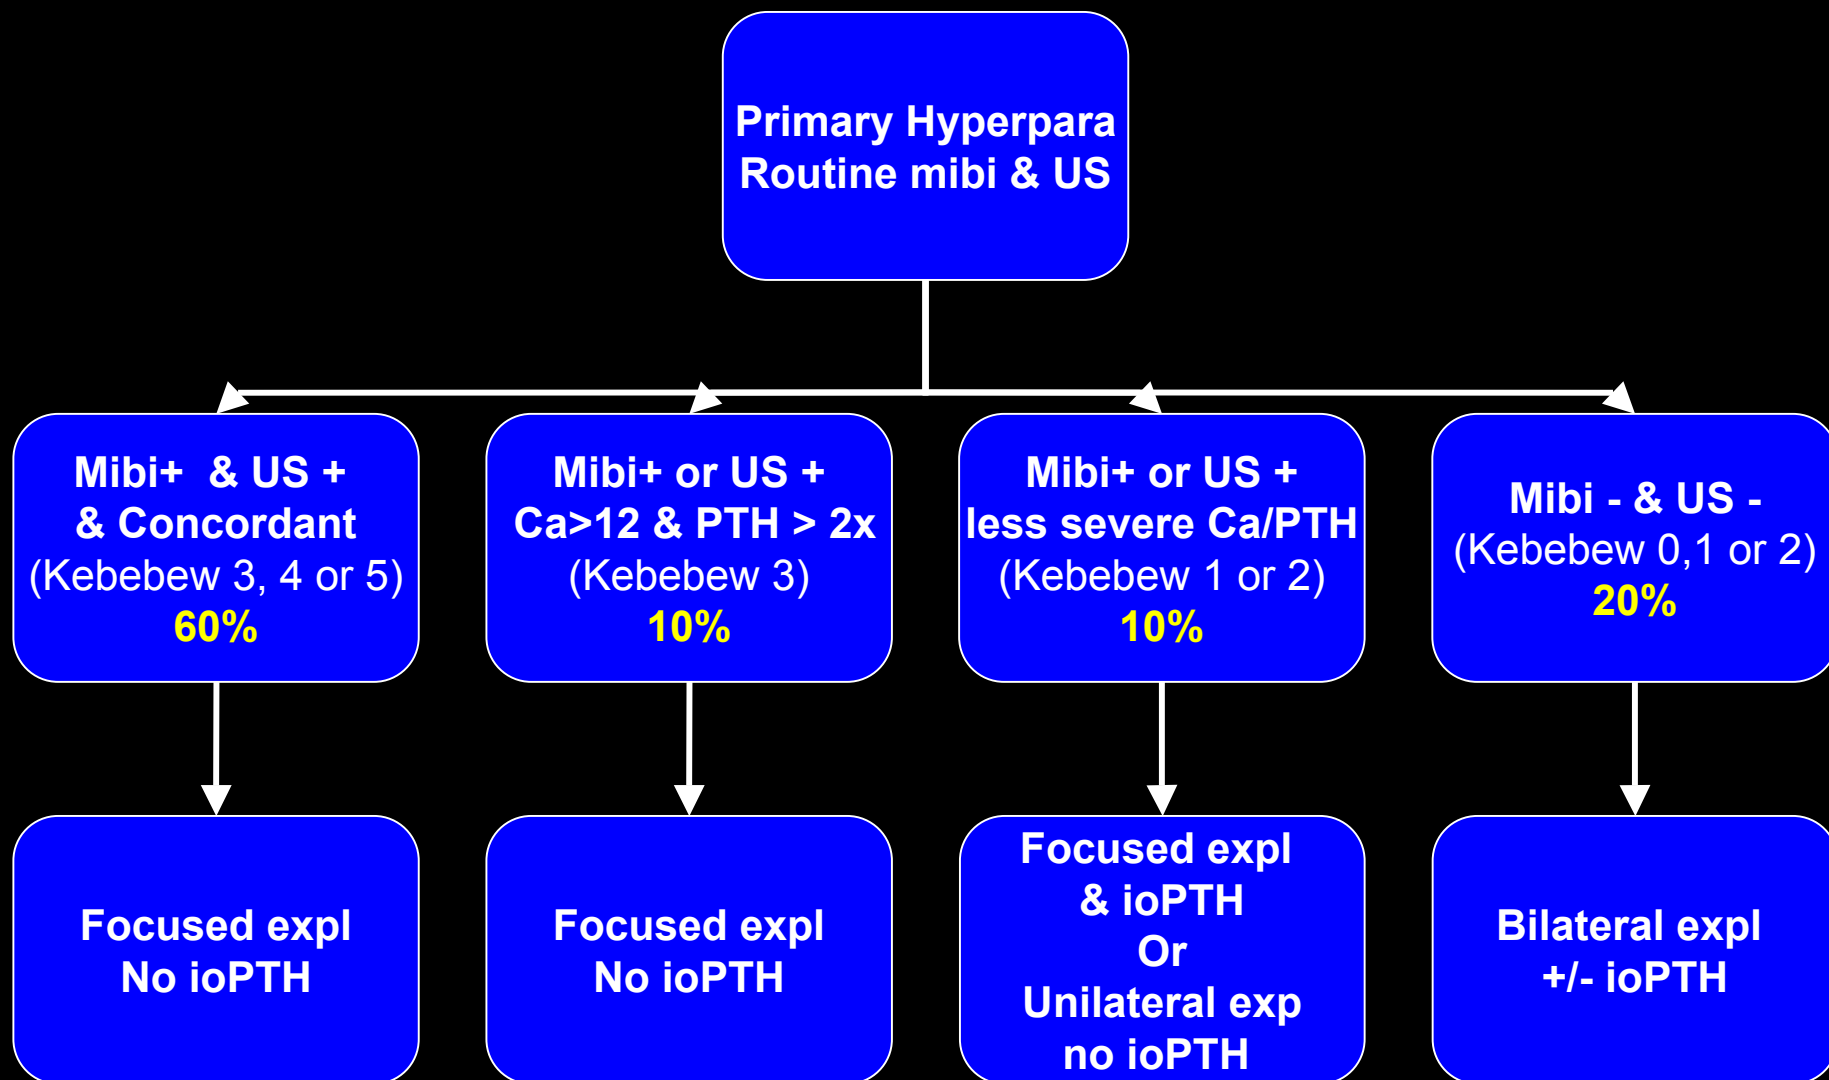 Primary Hyperpara
Routine mibi & US
Mibi+ & US +
& Concordant
(Kebebew 3, 4 or 5)
60%
Mibi+ or US +
Ca>12 & PTH > 2x
(Kebebew 3)
10%
Mibi+ or US +
less severe Ca/PTH
(Kebebew 1 or 2)
10%
Mibi - & US -
(Kebebew 0,1 or 2)
20%
Focused expl
No ioPTH
Focused expl
No ioPTH
Focused expl
& ioPTH
Or
Unilateral exp
no ioPTH
Bilateral expl
+/- ioPTH